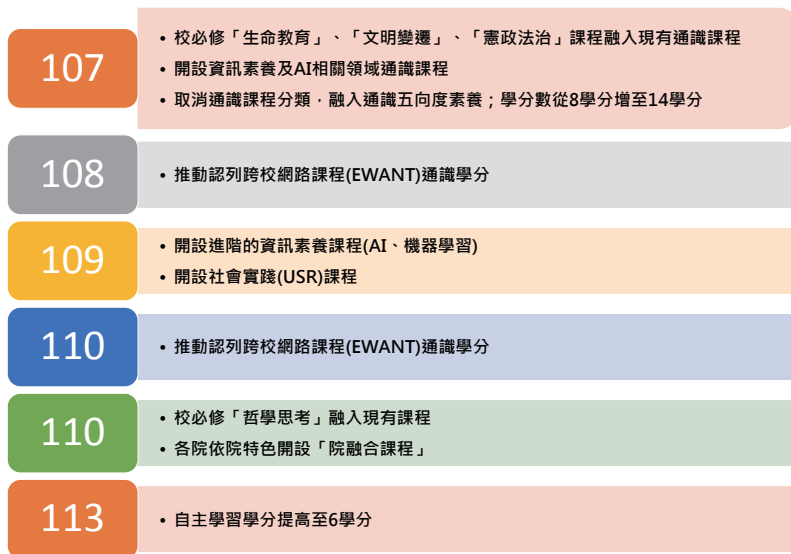 107
• 校必修「生命教育」、「文明變遷」、「憲政法治」課程融入現有通識課程
• 開設資訊素養及AI相關領域通識課程
• 取消通識課程分類，融入通識五向度素養；學分數從8學分增至14學分
108
• 推動認列跨校網路課程(EWANT)通識學分
109
• 開設進階的資訊素養課程(AI、機器學習)
• 開設社會實踐(USR)課程
110
• 推動認列跨校網路課程(EWANT)通識學分
110
• 校必修「哲學思考」融入現有課程
• 各院依院特色開設「院融合課程」
113
• 自主學習學分提高至6學分